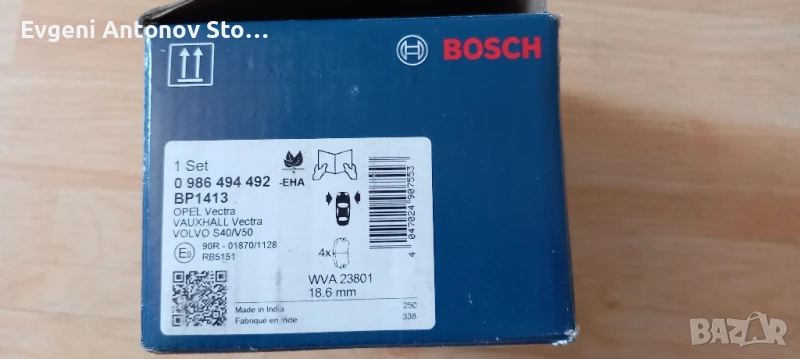 Evgeni Antonov Sto...
BOSCH
1 Set
0 986 494 492
-EHA
BP1413
OPEL Vectra
VAUXHALL Vectra
VOLVO S40/V50
E9
90R - 01870/1128
RB5151
4x
WVA 23801
18.6 mm
4 047024 907553
Made in India
Fabriqué en Inde
250
338
BAZAR